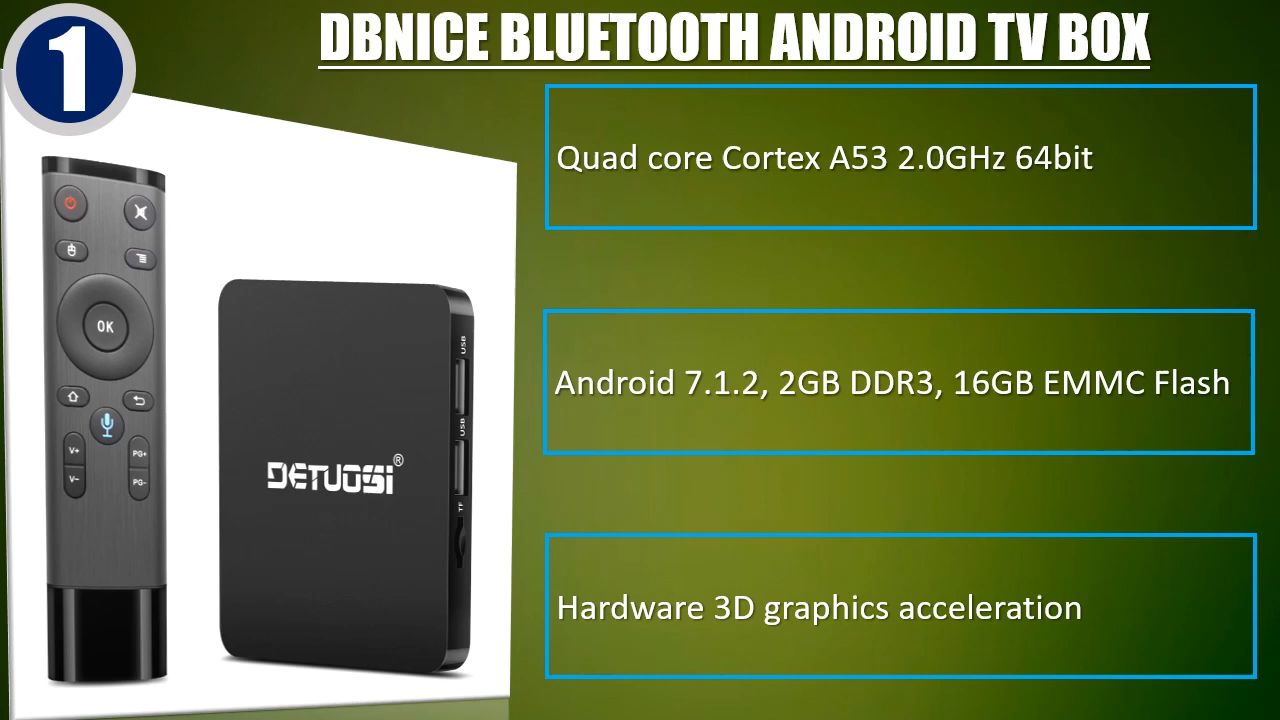 1
DBNICE BLUETOOTH ANDROID TV BOX
Quad core Cortex A53 2.0GHz 64bit
Android 7.1.2, 2GB DDR3, 16GB EMMC Flash
Hardware 3D graphics acceleration
OK
V+
PG+
V-
PG-
USB
USB
TF
DETUOSI®